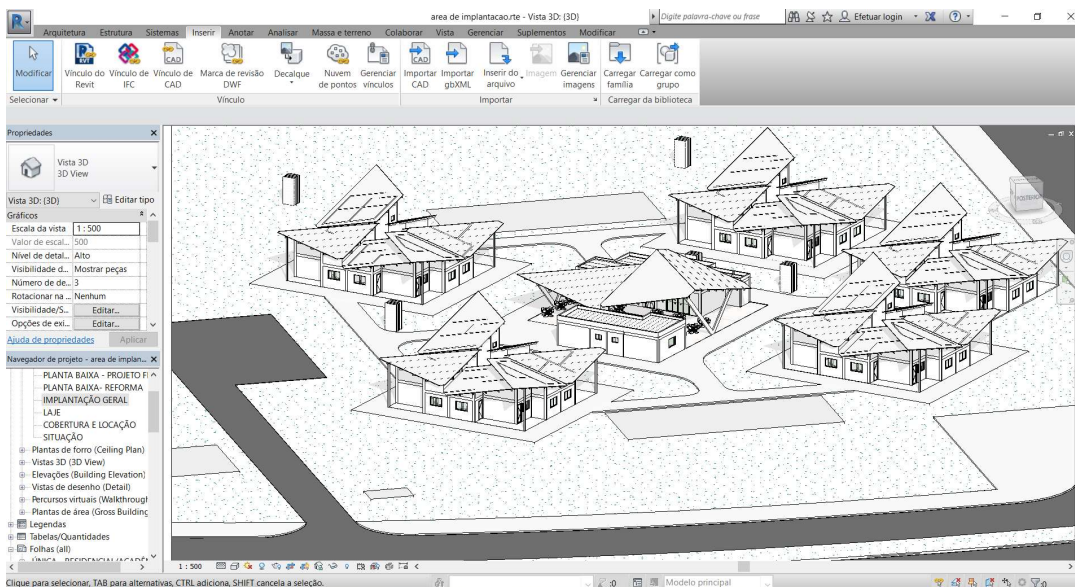 area de implantacao.rte - Vista 3D: {3D}
Digite palavra-chave ou frase
Efetuar login
Arquitetura Estrutura Sistemas Inserir Anotar Analisar Massa e terreno Colaborar Vista Gerenciar Suplementos Modificar
Modificar
Vínculo do Revit
Vínculo de IFC
Vínculo de CAD
Marca de revisão DWF
Decalque
Nuvem de pontos
Gerenciar vínculos
Importar CAD
Importar gbXML
Inserir do arquivo
Imagem
Gerenciar imagens
Carregar família
Carregar como grupo
Selecionar
Vínculo
Importar
Carregar da biblioteca
Propriedades
Vista 3D
3D View
Vista 3D: {3D}
Editar tipo
Gráficos
Escala da vista 1 : 500
Valor de escal... 500
Nível de detal... Alto
Visibilidade d... Mostrar peças
Número de de... 3
Rotacionar na ... Nenhum
Visibilidade/S... Editar...
Opções de exi... Editar...
Ajuda de propriedades Aplicar
Navegador de projeto - area de implan...
PLANTA BAIXA - PROJETO F
PLANTA BAIXA- REFORMA
IMPLANTAÇÃO GERAL
LAJE
COBERTURA E LOCAÇÃO
SITUAÇÃO
Plantas de forro (Ceiling Plan)
Vistas 3D (3D View)
Elevações (Building Elevation)
Vistas de desenho (Detail)
Percursos virtuais (Walkthrough
Plantas de área (Gross Building
Legendas
Tabelas/Quantidades
Folhas (all)
1 : 500
Clique para selecionar, TAB para alternativas, CTRL adiciona, SHIFT cancela a seleção.
:0
Modelo principal
:0